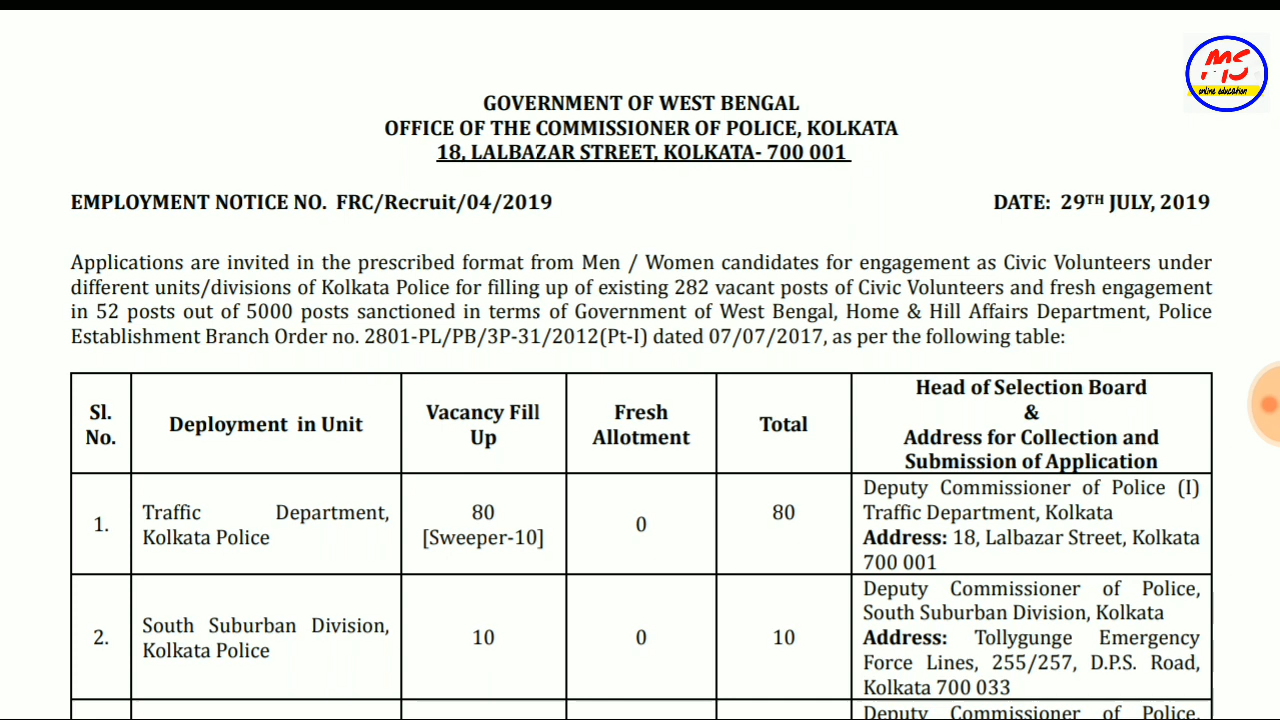 MS
online education
GOVERNMENT OF WEST BENGAL
OFFICE OF THE COMMISSIONER OF POLICE, KOLKATA
18, LALBAZAR STREET, KOLKATA- 700 001
EMPLOYMENT NOTICE NO. FRC/Recruit/04/2019
DATE: 29TH JULY, 2019
Applications are invited in the prescribed format from Men / Women candidates for engagement as Civic Volunteers under
different units/divisions of Kolkata Police for filling up of existing 282 vacant posts of Civic Volunteers and fresh engagement
in 52 posts out of 5000 posts sanctioned in terms of Government of West Bengal, Home & Hill Affairs Department, Police
Establishment Branch Order no. 2801-PL/PB/3P-31/2012(Pt-I) dated 07/07/2017, as per the following table:
Sl.
No.
Deployment in Unit
Vacancy Fill
Up
Fresh
Allotment
Total
Head of Selection Board
&
Address for Collection and
Submission of Application
1.
Traffic Department,
Kolkata Police
80
[Sweeper-10]
0
80
Deputy Commissioner of Police (I)
Traffic Department, Kolkata
Address: 18, Lalbazar Street, Kolkata
700 001
2.
South Suburban Division,
Kolkata Police
10
0
10
Deputy Commissioner of Police,
South Suburban Division, Kolkata
Address: Tollygunge Emergency
Force Lines, 255/257, D.P.S. Road,
Kolkata 700 033
Deputy Commissioner of Police,